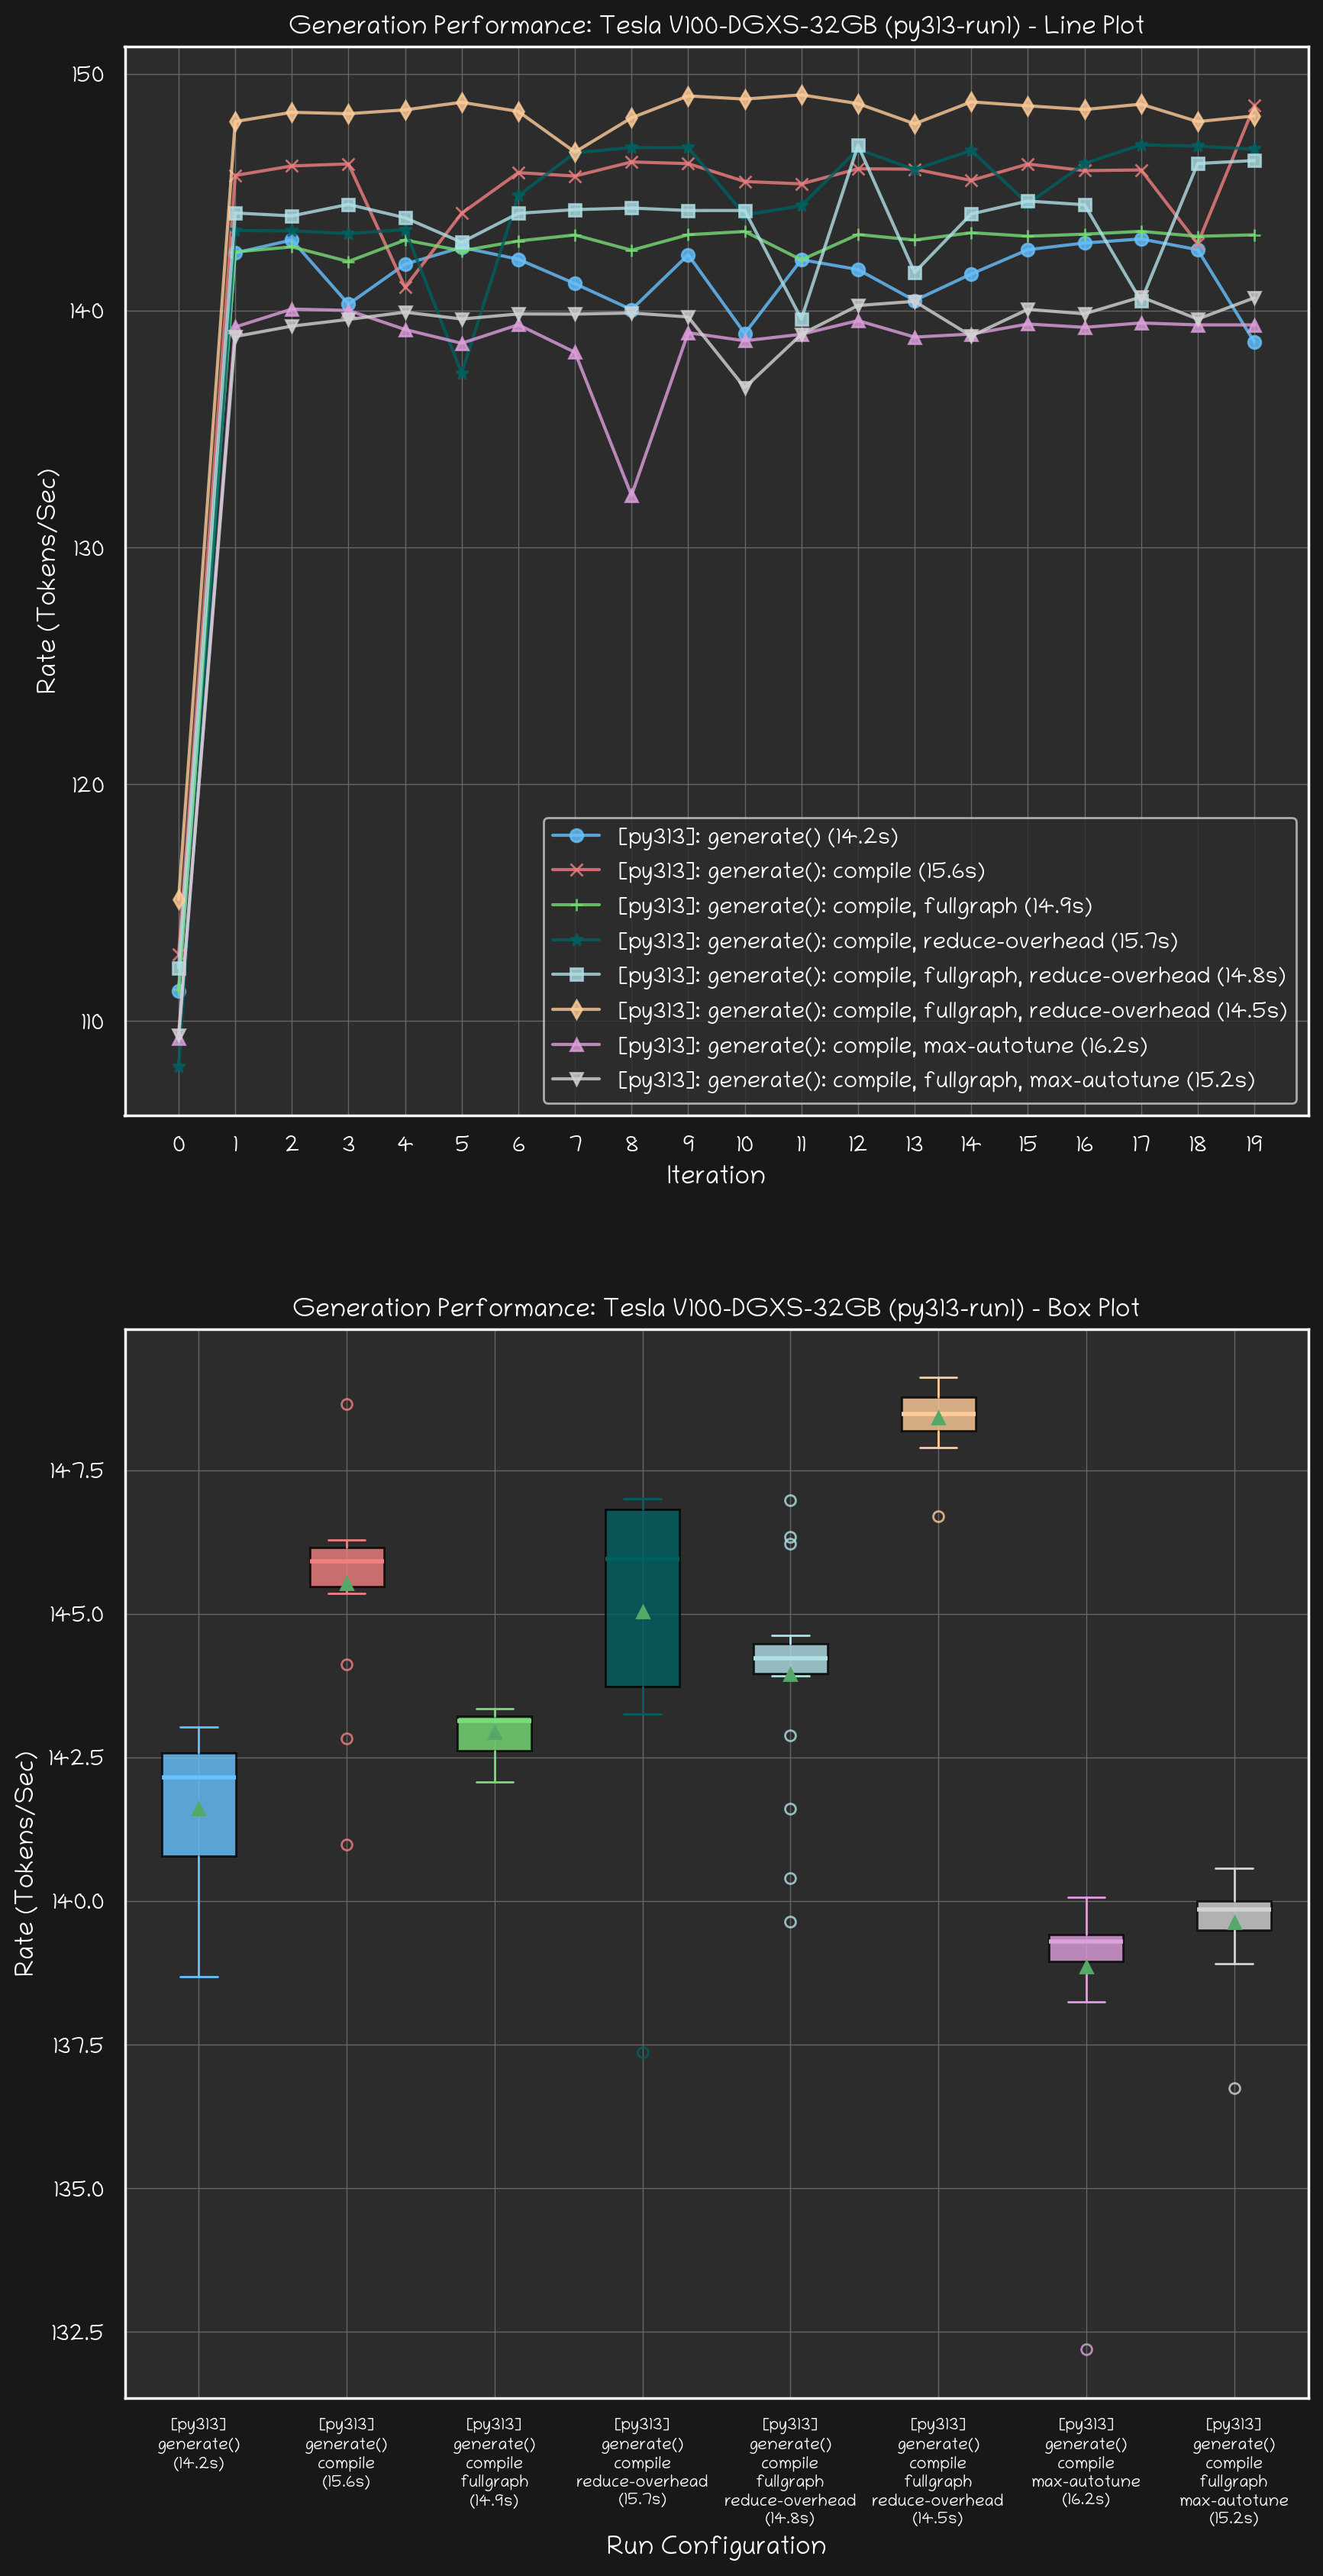 Generation Performance: Tesla V100-DGXS-32GB (py313-run1) - Line Plot
150
140
130
120
110
Rate (Tokens/Sec)
[py313]: generate() (14.2s)
[py313]: generate(): compile (15.6s)
[py313]: generate(): compile, fullgraph (14.9s)
[py313]: generate(): compile, reduce-overhead (15.7s)
[py313]: generate(): compile, fullgraph, reduce-overhead (14.8s)
[py313]: generate(): compile, fullgraph, reduce-overhead (14.5s)
[py313]: generate(): compile, max-autotune (16.2s)
[py313]: generate(): compile, fullgraph, max-autotune (15.2s)
0 1 2 3 4 5 6 7 8 9 10 11 12 13 14 15 16 17 18 19
Iteration
Generation Performance: Tesla V100-DGXS-32GB (py313-run1) - Box Plot
147.5
145.0
142.5
140.0
137.5
135.0
132.5
Rate (Tokens/Sec)
[py313]
generate()
(14.2s)
[py313]
generate()
compile
(15.6s)
[py313]
generate()
compile
fullgraph
(14.9s)
[py313]
generate()
compile
reduce-overhead
(15.7s)
[py313]
generate()
compile
fullgraph
reduce-overhead
(14.8s)
[py313]
generate()
compile
fullgraph
reduce-overhead
(14.5s)
[py313]
generate()
compile
max-autotune
(16.2s)
[py313]
generate()
compile
fullgraph
max-autotune
(15.2s)
Run Configuration